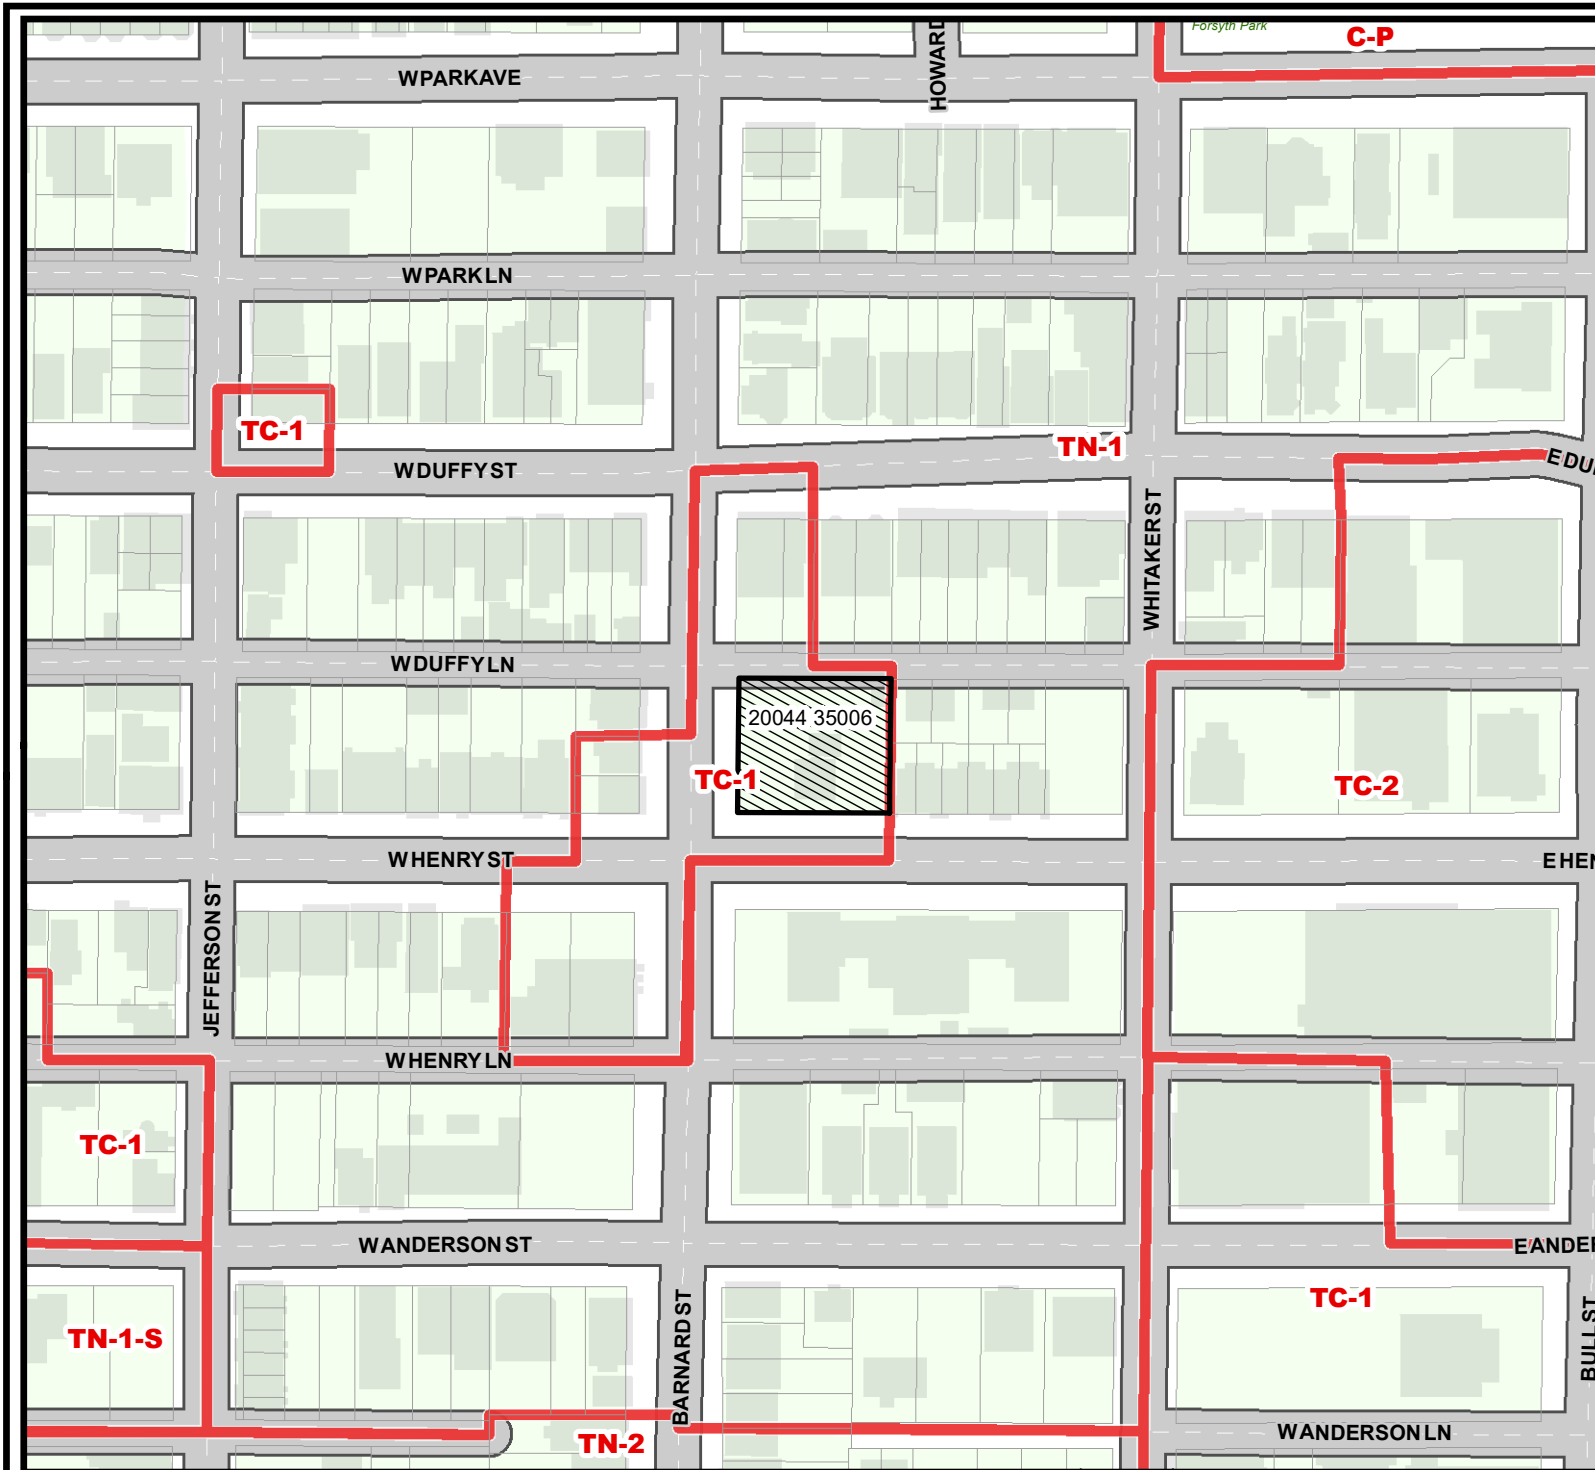 Forsyth Park
C-P
HOWARD
W PARK AVE
W PARK LN
TC-1
TN-1
W DUFFY ST
E DU
WHITAKER ST
W DUFFY LN
20044 35006
TC-1
TC-2
W HENRY ST
E HEN
JEFFERSON ST
W HENRY LN
TC-1
W ANDERSON ST
E ANDER
TC-1
TN-1-S
BARNARD ST
BULL ST
W ANDERSON LN
TN-2